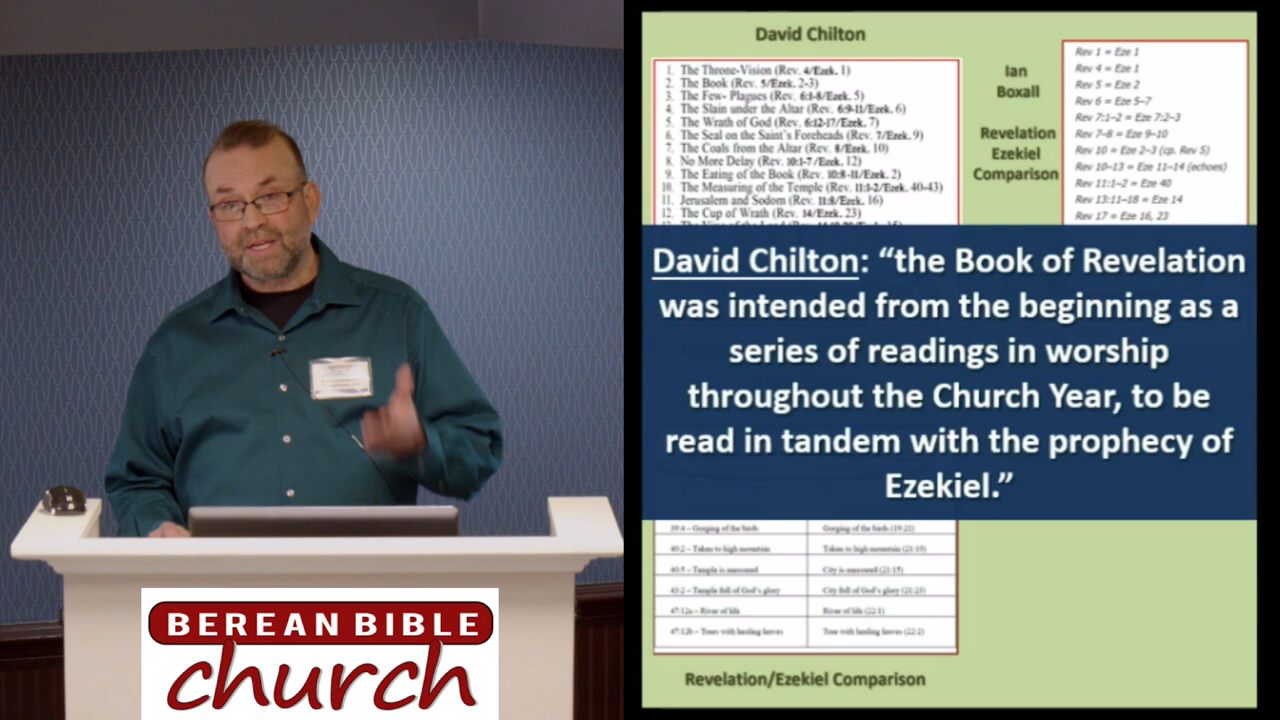 David Chilton
1. The Throne-Vision (Rev. 4/Ezek. 1)
2. The Book (Rev. 5/Ezek. 2-3)
3. The Few- Plagues (Rev. 6:1-8/Ezek. 5)
4. The Slain under the Altar (Rev. 6:9-11/Ezek. 6)
5. The Wrath of God (Rev. 6:12-17/Ezek. 7)
6. The Seal on the Saint's Foreheads (Rev. 7/Ezek. 9)
7. The Coals from the Altar (Rev. 8/Ezek. 10)
8. No More Delay (Rev. 10:1-7/Ezek. 12)
9. The Eating of the Book (Rev. 10:8-11/Ezek. 2)
10. The Measuring of the Temple (Rev. 11:1-2/Ezek. 40-43)
11. Jerusalem and Sodom (Rev. 11:8/Ezek. 16)
12. The Cup of Wrath (Rev. 14/Ezek. 23)
Ian
Boxall
Revelation
Ezekiel
Comparison
Rev 1 = Eze 1
Rev 4 = Eze 1
Rev 5 = Eze 2
Rev 6 = Eze 5–7
Rev 7:1–2 = Eze 7:2–3
Rev 7–8 = Eze 9–10
Rev 10 = Eze 2–3 (cp. Rev 5)
Rev 10–13 = Eze 11–14 (echoes)
Rev 11:1–2 = Eze 40
Rev 13:11–18 = Eze 14
Rev 17 = Eze 16, 23
David Chilton: “the Book of Revelation
was intended from the beginning as a
series of readings in worship
throughout the Church Year, to be
read in tandem with the prophecy of
Ezekiel.”
39:4 – Gorging of the birds Gorging of the birds (19:21)
40:2 – Taken to high mountain Taken to high mountain (21:10)
40:5 – Temple is measured City is measured (21:15)
43:2 – Temple full of God's glory City full of God's glory (21:23)
47:12a – River of life River of life (22:1)
47:12b – Trees with healing leaves Tree with healing leaves (22:2)
Revelation/Ezekiel Comparison
BEREAN BIBLE
church